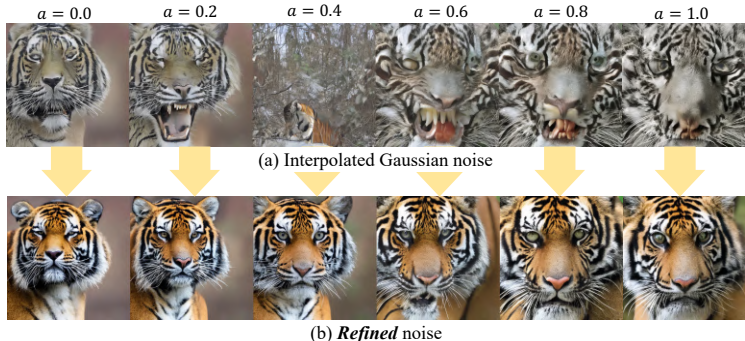 a = 0.0 a = 0.2 a = 0.4 a = 0.6 a = 0.8 a = 1.0
(a) Interpolated Gaussian noise
(b) Refined noise